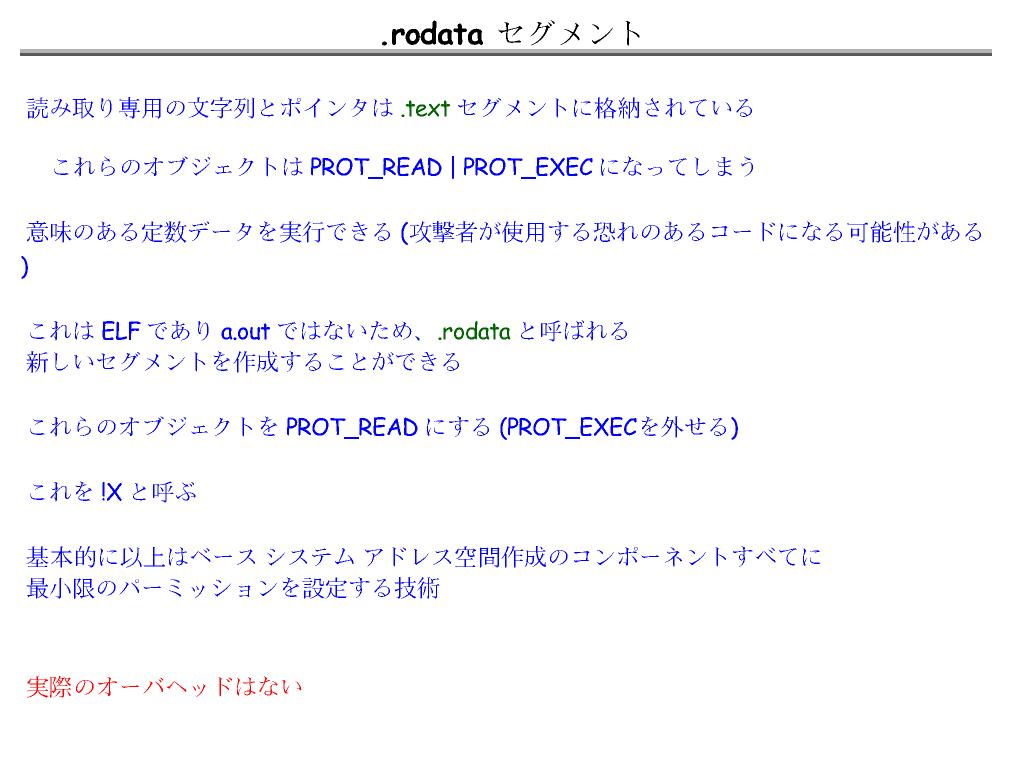 .rodata セグメント
読み取り専用の文字列とポインタは .text セグメントに格納されている
これらのオブジェクトは PROT_READ | PROT_EXEC になってしまう
意味のある定数データを実行できる (攻撃者が使用する恐れのあるコードになる可能性がある
)
これは ELF であり a.out ではないため、.rodata と呼ばれる
新しいセグメントを作成することができる
これらのオブジェクトを PROT_READ にする (PROT_EXECを外せる)
これを !X と呼ぶ
基本的に以上はベース システム アドレス空間作成のコンポーネントすべてに
最小限のパーミッションを設定する技術
実際のオーバヘッドはない